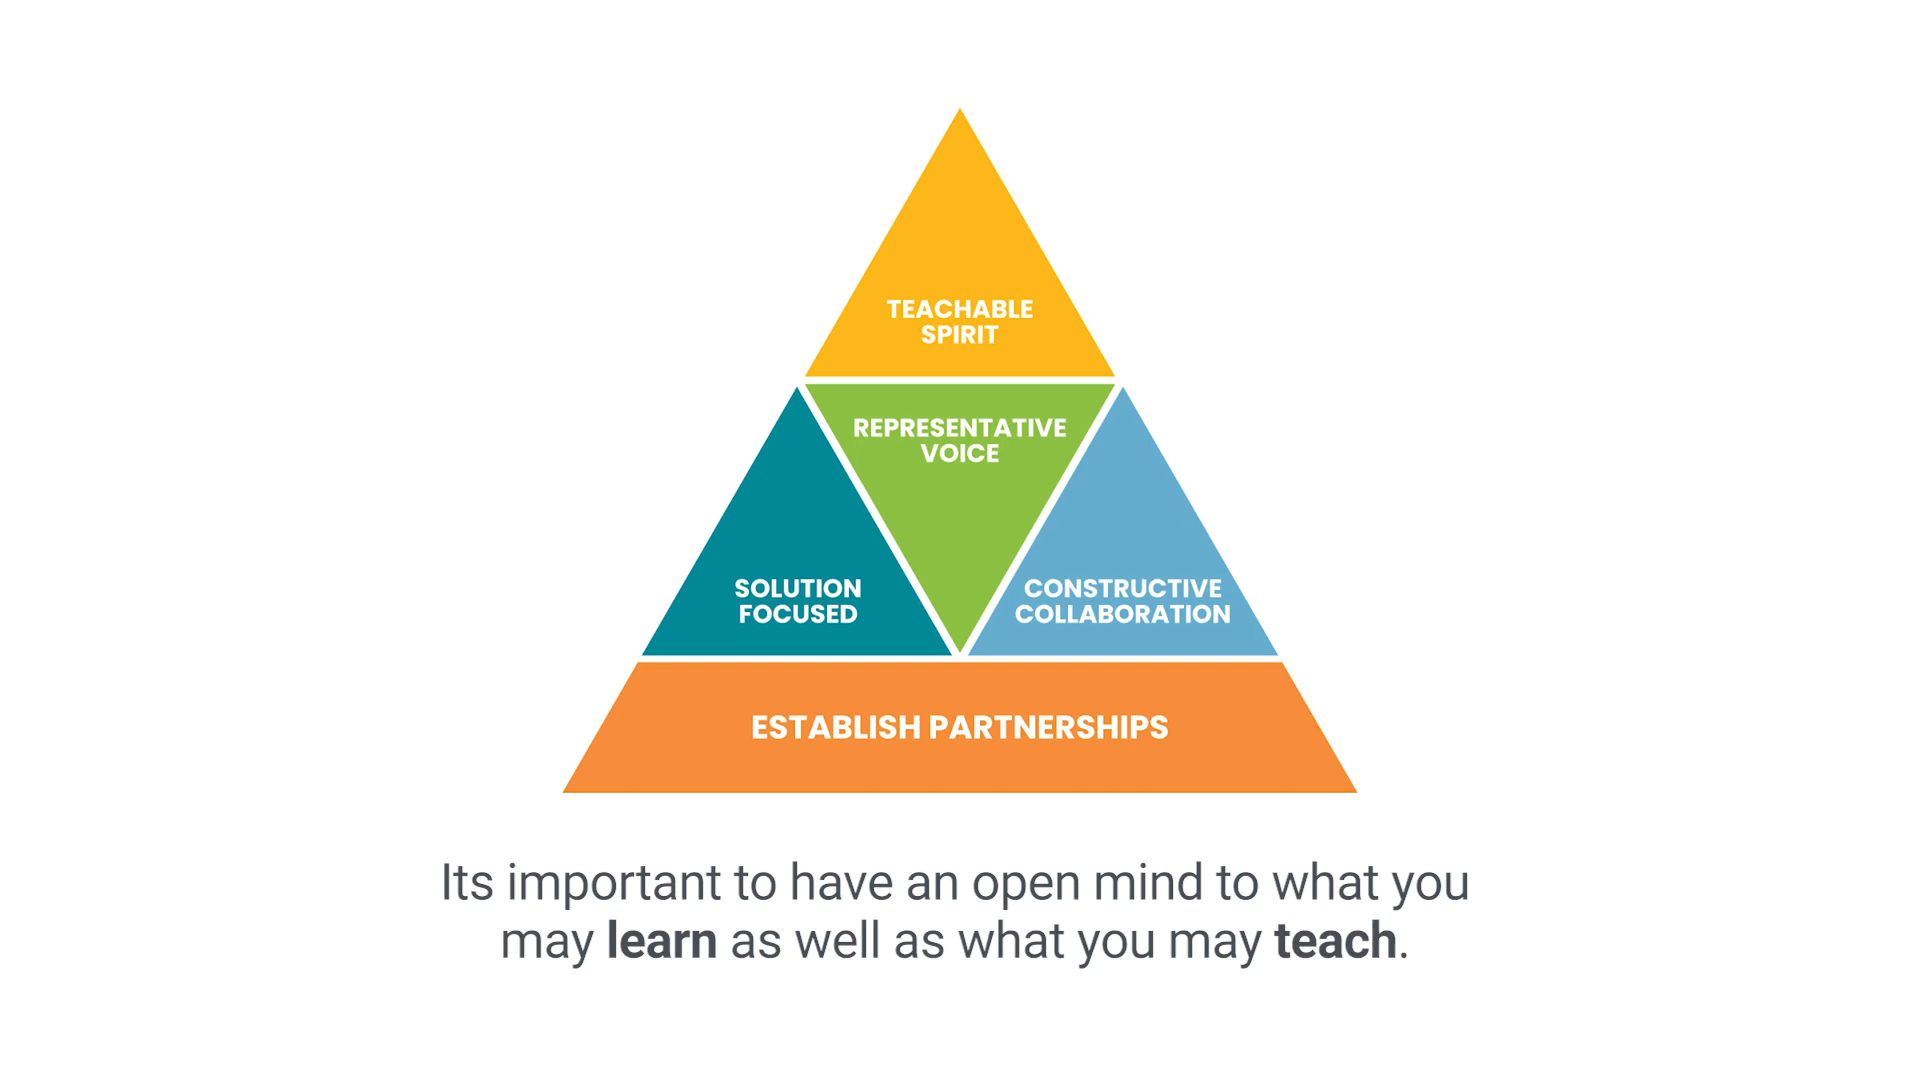 TEACHABLE
SPIRIT
REPRESENTATIVE
VOICE
SOLUTION
FOCUSED
CONSTRUCTIVE
COLLABORATION
ESTABLISH PARTNERSHIPS
Its important to have an open mind to what you
may learn as well as what you may teach.